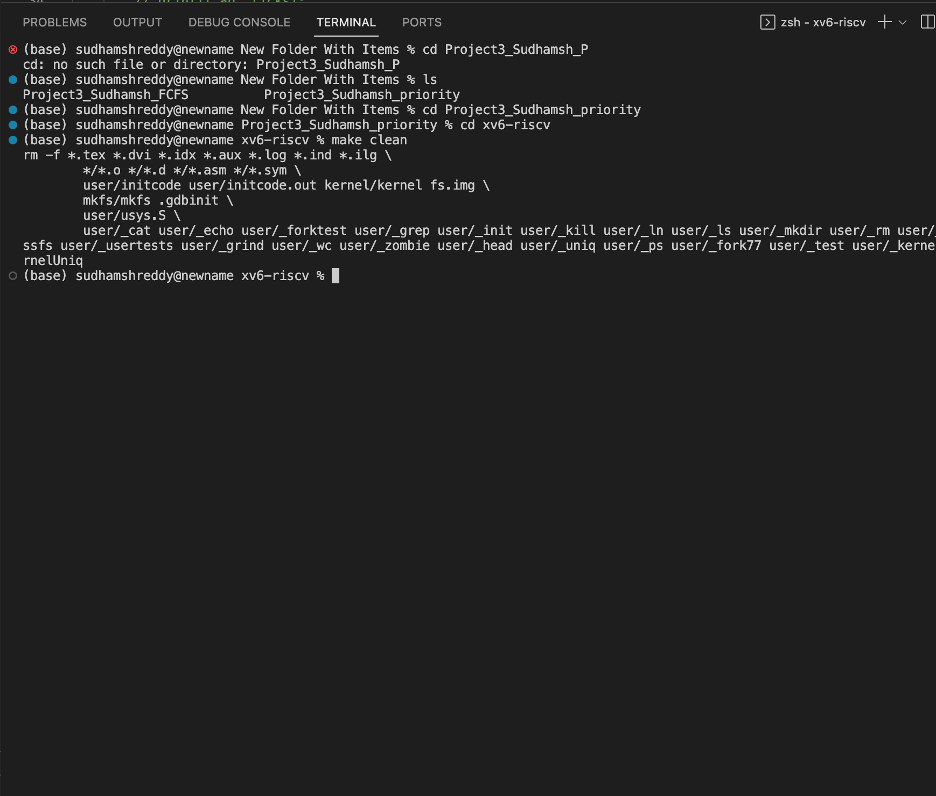 PROBLEMS OUTPUT DEBUG CONSOLE TERMINAL PORTS zsh - xv6-riscv
(base) sudhamshreddy@newname New Folder With Items % cd Project3_Sudhamsh_P
cd: no such file or directory: Project3_Sudhamsh_P
(base) sudhamshreddy@newname New Folder With Items % ls
Project3_Sudhamsh_FCFS Project3_Sudhamsh_priority
(base) sudhamshreddy@newname New Folder With Items % cd Project3_Sudhamsh_priority
(base) sudhamshreddy@newname Project3_Sudhamsh_priority % cd xv6-riscv
(base) sudhamshreddy@newname xv6-riscv % make clean
rm -f *.tex *.dvi *.idx *.aux *.log *.ind *.ilg \
*/*.o */*.d */*.asm */*.sym \
user/initcode user/initcode.out kernel/kernel fs.img \
mkfs/mkfs .gdbinit \
user/usys.S \
user/_cat user/_echo user/_forktest user/_grep user/_init user/_kill user/_ln user/_ls user/_mkdir user/_rm user/
ssfs user/_usertests user/_grind user/_wc user/_zombie user/_head user/_uniq user/_ps user/_fork77 user/_test user/_kerne
rnelUniq
(base) sudhamshreddy@newname xv6-riscv %